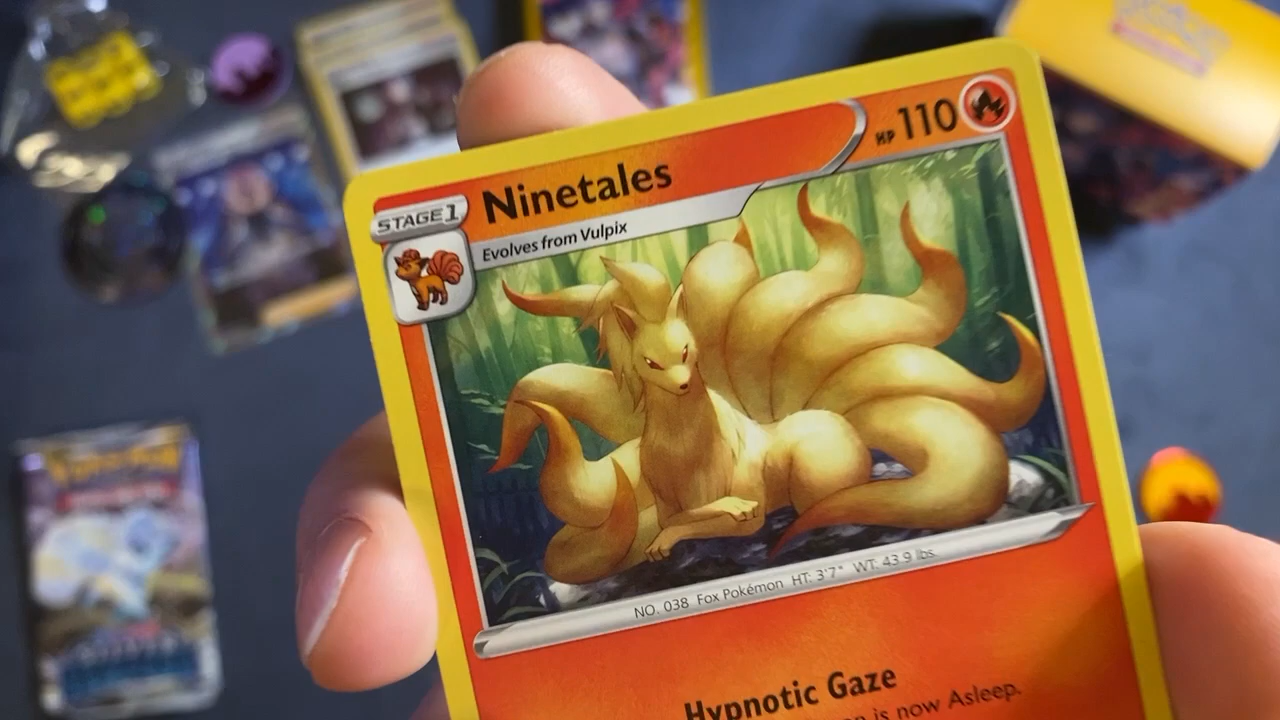 STAGE 1
Ninetales
HP 110
Evolves from Vulpix
NO. 038 Fox Pokémon HT: 3'7" WT: 43.9 lbs.
Hypnotic Gaze
is now Asleep.